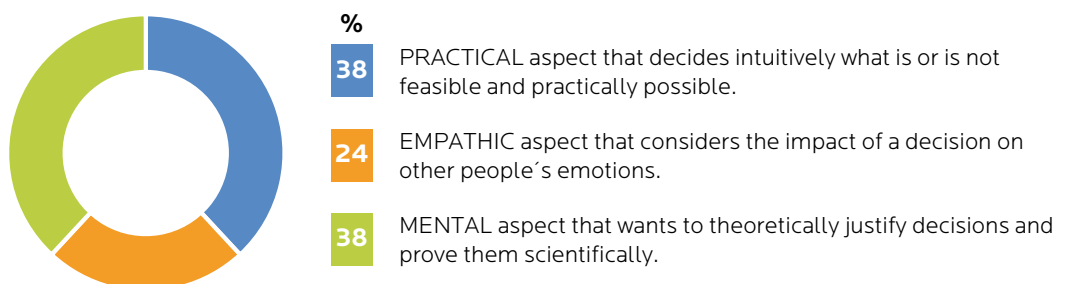 %
38 PRACTICAL aspect that decides intuitively what is or is not
feasible and practically possible.
24 EMPATHIC aspect that considers the impact of a decision on
other people´s emotions.
38 MENTAL aspect that wants to theoretically justify decisions and
prove them scientifically.